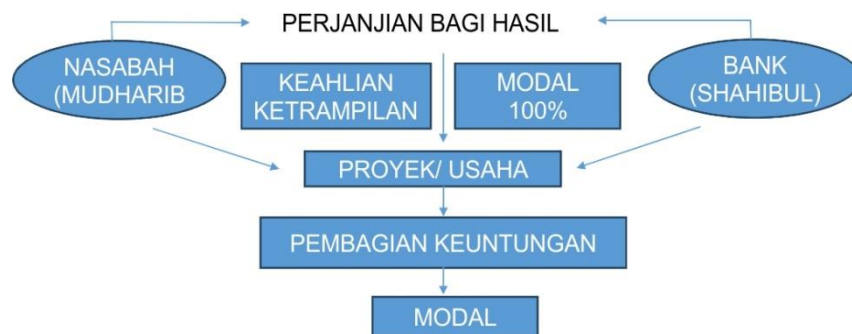 PERJANJIAN BAGI HASIL
NASABAH
(MUDHARIB
KEAHLIAN
KETRAMPILAN
MODAL
100%
BANK
(SHAHIBUL)
PROYEK/ USAHA
PEMBAGIAN KEUNTUNGAN
MODAL